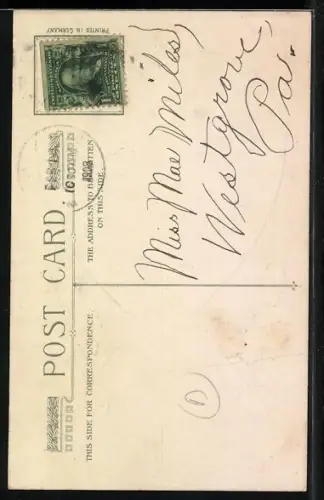 POST CARD.
PRINTED IN GERMANY
THIS SIDE FOR CORRESPONDENCE.
THE ADDRESS TO BE WRITTEN
ON THIS SIDE.
Miss Mae Miles,
Westgrove,
Pa.